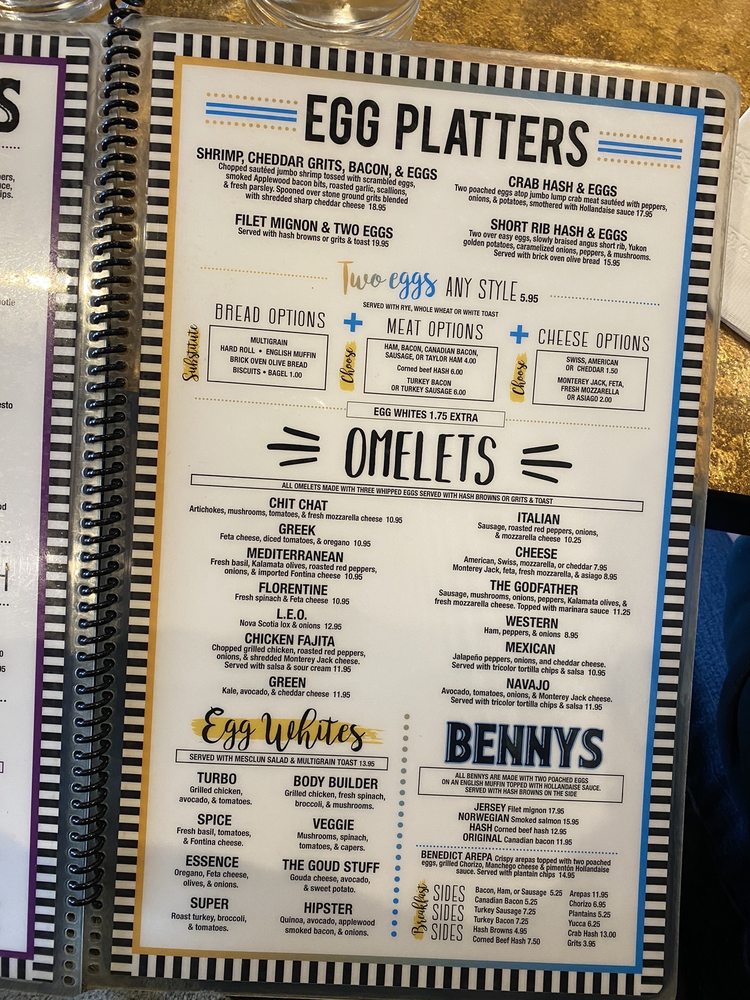 EGG PLATTERS
SHRIMP, CHEDDAR GRITS, BACON, & EGGS
Chopped sautéed jumbo shrimp tossed with scrambled eggs,
smoked Applewood bacon bits, roasted garlic, scallions,
& fresh parsley. Spooned over stone ground grits blended
with shredded sharp cheddar cheese 18.95
FILET MIGNON & TWO EGGS
Served with hash browns or grits & toast 19.95
CRAB HASH & EGGS
Two poached eggs atop jumbo lump crab meat sautéed with peppers,
onions, & potatoes, smothered with Hollandaise sauce 17.95
SHORT RIB HASH & EGGS
Two over easy eggs, slowly braised angus short rib, Yukon
golden potatoes, caramelized onions, peppers, & mushrooms.
Served with brick oven olive bread 15.95
Two eggs ANY STYLE 5.95
SERVED WITH RYE, WHOLE WHEAT OR WHITE TOAST
BREAD OPTIONS
Substitute
MULTIGRAIN
HARD ROLL • ENGLISH MUFFIN
BRICK OVEN OLIVE BREAD
BISCUITS • BAGEL 1.00
+
MEAT OPTIONS
Choose
HAM, BACON, CANADIAN BACON,
SAUSAGE, OR TAYLOR HAM 4.00
Corned beef HASH 6.00
TURKEY BACON
OR TURKEY SAUSAGE 6.00
+
CHEESE OPTIONS
Choose
SWISS, AMERICAN
OR CHEDDAR 1.50
MONTEREY JACK, FETA,
FRESH MOZZARELLA
OR ASIAGO 2.00
EGG WHITES 1.75 EXTRA
OMELETS
ALL OMELETS MADE WITH THREE WHIPPED EGGS SERVED WITH HASH BROWNS OR GRITS & TOAST
CHIT CHAT
Artichokes, mushrooms, tomatoes, & fresh mozzarella cheese 10.95
GREEK
Feta cheese, diced tomatoes, & oregano 10.95
MEDITERRANEAN
Fresh basil, Kalamata olives, roasted red peppers,
onions, & imported Fontina cheese 10.95
FLORENTINE
Fresh spinach & Feta cheese 10.95
L.E.O.
Nova Scotia lox & onions 12.95
CHICKEN FAJITA
Chopped grilled chicken, roasted red peppers,
onions, & shredded Monterey Jack cheese.
Served with salsa & sour cream 11.95
GREEN
Kale, avocado, & cheddar cheese 11.95
ITALIAN
Sausage, roasted red peppers, onions,
& mozzarella cheese 10.25
CHEESE
American, Swiss, mozzarella, or cheddar 7.95
Monterey Jack, feta, fresh mozzarella, & asiago 8.95
THE GODFATHER
Sausage, mushrooms, onions, peppers, Kalamata olives, &
fresh mozzarella cheese. Topped with marinara sauce 11.25
WESTERN
Ham, peppers, & onions 8.95
MEXICAN
Jalapeño peppers, onions, and cheddar cheese.
Served with tricolor tortilla chips & salsa 10.95
NAVAJO
Avocado, tomatoes, onions, & Monterey Jack cheese.
Served with tricolor tortilla chips & salsa 11.95
Egg Whites
SERVED WITH MESCLUN SALAD & MULTIGRAIN TOAST 13.95
TURBO
Grilled chicken,
avocado, & tomatoes.
SPICE
Fresh basil, tomatoes,
& Fontina cheese.
ESSENCE
Oregano, Feta cheese,
olives, & onions.
SUPER
Roast turkey, broccoli,
& tomatoes.
BODY BUILDER
Grilled chicken, fresh spinach,
broccoli, & mushrooms.
VEGGIE
Mushrooms, spinach,
tomatoes, & capers.
THE GOUD STUFF
Gouda cheese, avocado,
& sweet potato.
HIPSTER
Quinoa, avocado, applewood
smoked bacon, & onions.
BENNYS
ALL BENNYS ARE MADE WITH TWO POACHED EGGS
ON AN ENGLISH MUFFIN TOPPED WITH HOLLANDAISE SAUCE.
SERVED WITH HASH BROWNS ON THE SIDE
JERSEY Filet mignon 17.95
NORWEGIAN Smoked salmon 15.95
HASH Corned beef hash 12.95
ORIGINAL Canadian bacon 11.95
BENEDICT AREPA Crispy arepas topped with two poached
eggs, grilled Chorizo, Manchego cheese & pimentón Hollandaise
sauce. Served with plantain chips 14.95
Breakfast
SIDES
SIDES
SIDES
SIDES
Bacon, Ham, or Sausage 5.25
Canadian Bacon 5.25
Turkey Sausage 7.25
Turkey Bacon 7.25
Hash Browns 4.95
Corned Beef Hash 7.50
Arepas 11.95
Chorizo 6.95
Plantains 5.25
Yucca 6.25
Crab Hash 13.00
Grits 3.95